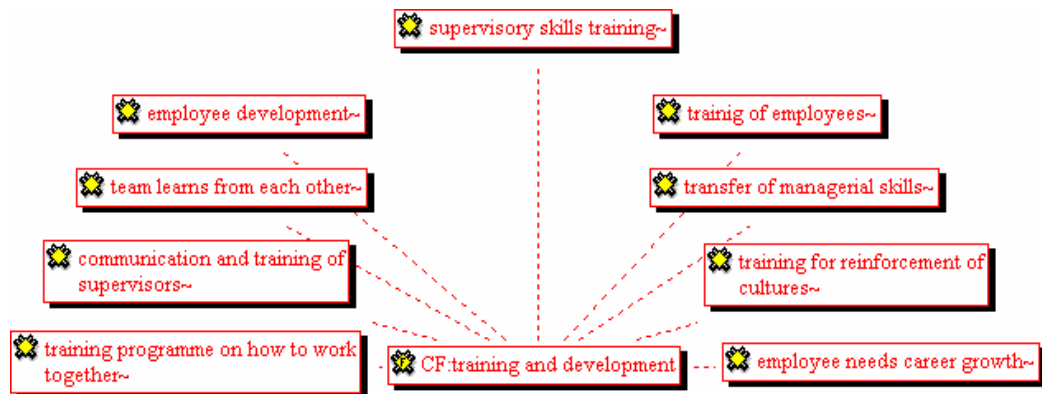 supervisory skills training~
employee development~
trainig of employees~
team learns from each other~
transfer of managerial skills~
communication and training of
supervisors~
training for reinforcement of
cultures~
training programme on how to work
together~
CF:training and development
employee needs career growth~